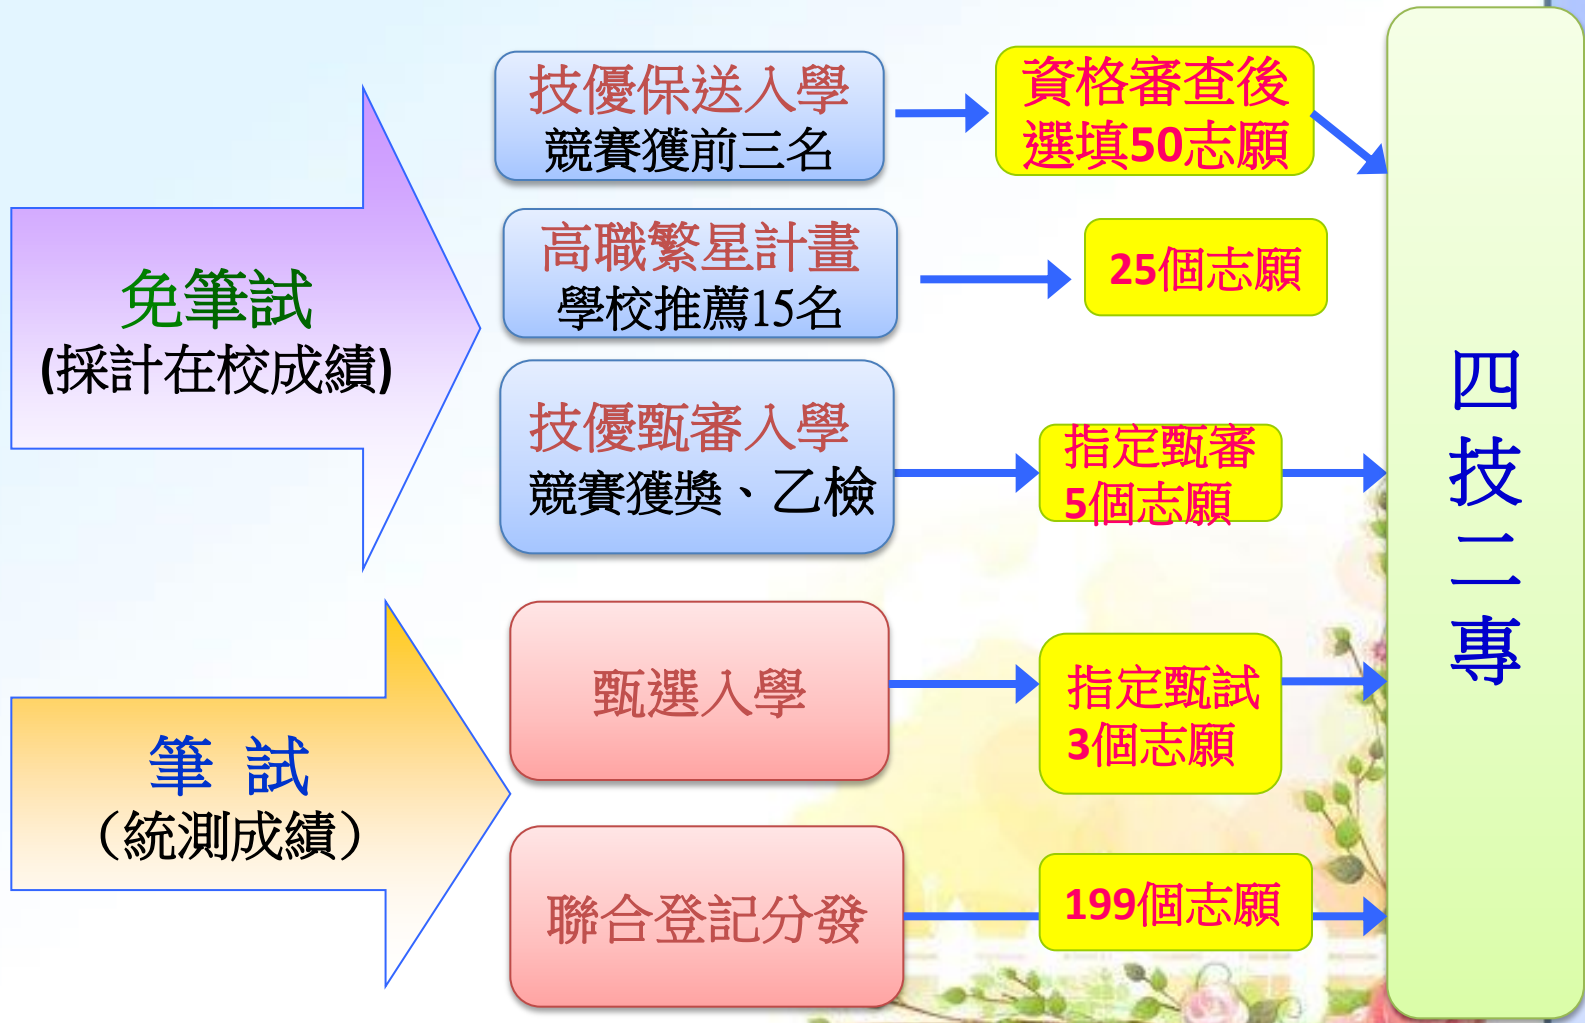 免筆試
(採計在校成績)
技優保送入學
競賽獲前三名
資格審查後
選填50志願
高職繁星計畫
學校推薦15名
25個志願
技優甄審入學
競賽獲獎、乙檢
指定甄審
5個志願
筆 試
（統測成績）
甄選入學
指定甄試
3個志願
聯合登記分發
199個志願
四
技
二
專